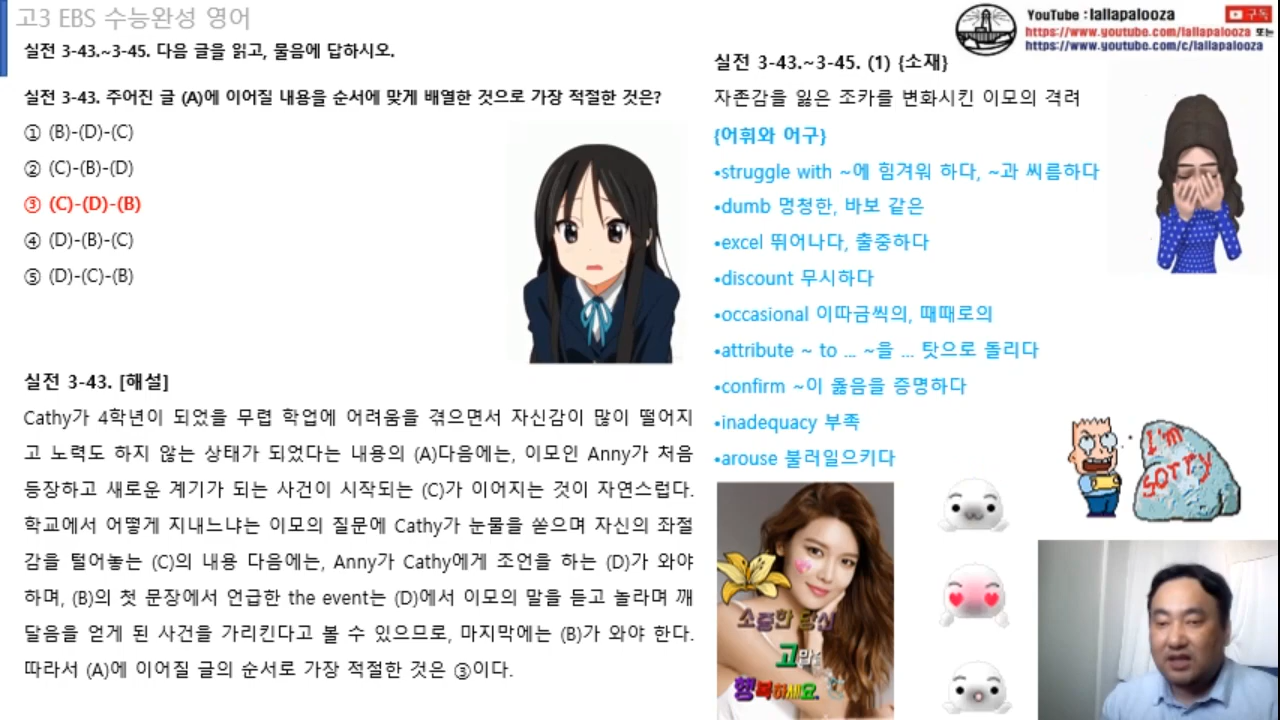 고3 EBS 수능완성 영어
실전 3-43.~3-45. 다음 글을 읽고, 물음에 답하시오.
실전 3-43. 주어진 글 (A)에 이어질 내용을 순서에 맞게 배열한 것으로 가장 적절한 것은?
① (B)-(D)-(C)
② (C)-(B)-(D)
③ (C)-(D)-(B)
④ (D)-(B)-(C)
⑤ (D)-(C)-(B)
실전 3-43. [해설]
Cathy가 4학년이 되었을 무렵 학업에 어려움을 겪으면서 자신감이 많이 떨어지
고 노력도 하지 않는 상태가 되었다는 내용의 (A)다음에는, 이모인 Anny가 처음
등장하고 새로운 계기가 되는 사건이 시작되는 (C)가 이어지는 것이 자연스럽다.
학교에서 어떻게 지내느냐는 이모의 질문에 Cathy가 눈물을 쏟으며 자신의 좌절
감을 털어놓는 (C)의 내용 다음에는, Anny가 Cathy에게 조언을 하는 (D)가 와야
하며, (B)의 첫 문장에서 언급한 the event는 (D)에서 이모의 말을 듣고 놀라며 깨
달음을 얻게 된 사건을 가리킨다고 볼 수 있으므로, 마지막에는 (B)가 와야 한다.
따라서 (A)에 이어질 글의 순서로 가장 적절한 것은 ③이다.
YouTube : lallapalooza
구독
https://www.youtube.com/lallapalooza 또는
https://www.youtube.com/c/lallapalooza
실전 3-43.~3-45. (1) {소재}
자존감을 잃은 조카를 변화시킨 이모의 격려
{어휘와 어구}
•struggle with ~에 힘겨워 하다, ~과 씨름하다
•dumb 멍청한, 바보 같은
•excel 뛰어나다, 출중하다
•discount 무시하다
•occasional 이따금씩의, 때때로의
•attribute ~ to ... ~을 ... 탓으로 돌리다
•confirm ~이 옳음을 증명하다
•inadequacy 부족
•arouse 불러일으키다
I'm
SORRY
소중한 당신
행복하세요.